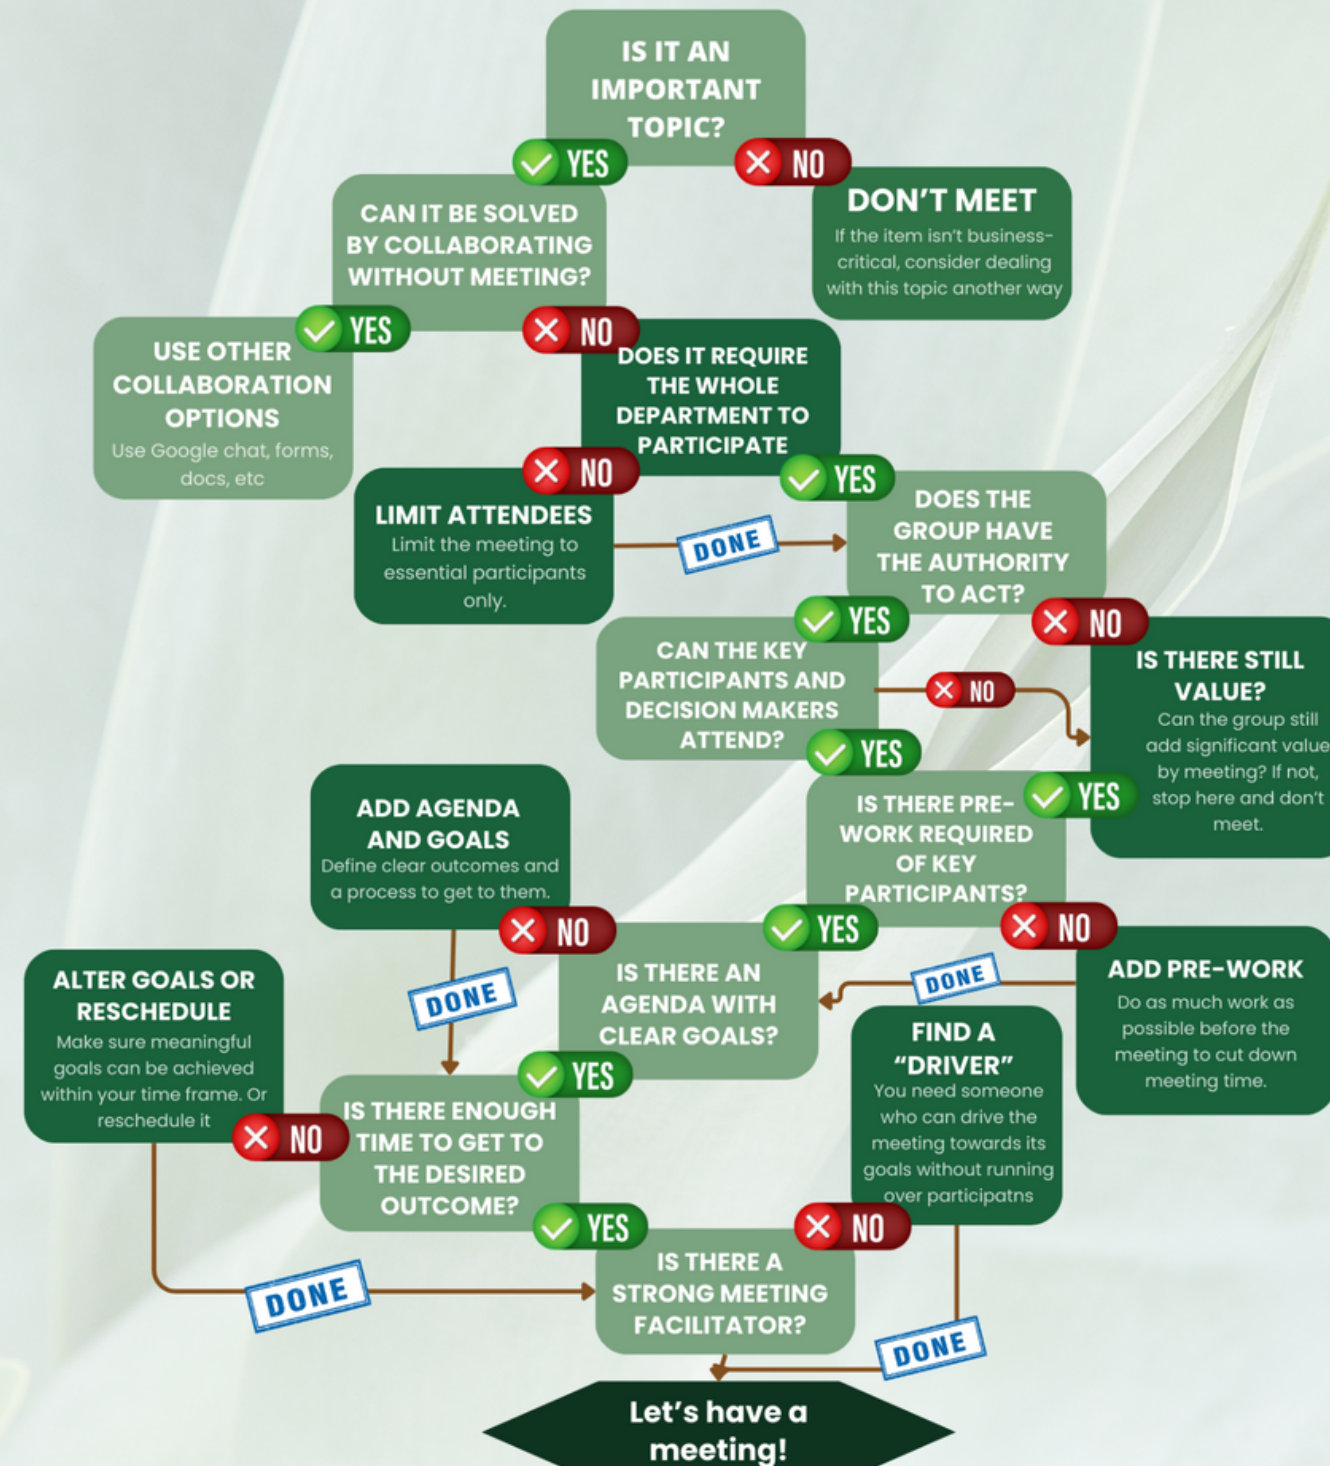 IS IT AN
IMPORTANT
TOPIC?
YES
NO
CAN IT BE SOLVED
BY COLLABORATING
WITHOUT MEETING?
DON'T MEET
If the item isn't business-
critical, consider dealing
with this topic another way
YES
NO
USE OTHER
COLLABORATION
OPTIONS
Use Google chat, forms,
docs, etc
DOES IT REQUIRE
THE WHOLE
DEPARTMENT TO
PARTICIPATE
NO
YES
LIMIT ATTENDEES
Limit the meeting to
essential participants
only.
DONE
DOES THE
GROUP HAVE
THE AUTHORITY
TO ACT?
YES
NO
CAN THE KEY
PARTICIPANTS AND
DECISION MAKERS
ATTEND?
NO
IS THERE STILL
VALUE?
Can the group still
add significant value
by meeting? If not,
stop here and don't
meet.
YES
YES
IS THERE PRE-
WORK REQUIRED
OF KEY
PARTICIPANTS?
ADD AGENDA
AND GOALS
Define clear outcomes and
a process to get to them.
NO
YES
NO
DONE
IS THERE AN
AGENDA WITH
CLEAR GOALS?
DONE
ADD PRE-WORK
Do as much work as
possible before the
meeting to cut down
meeting time.
ALTER GOALS OR
RESCHEDULE
Make sure meaningful
goals can be achieved
within your time frame. Or
reschedule it
FIND A
"DRIVER"
You need someone
who can drive the
meeting towards its
goals without running
over participatns
YES
NO
IS THERE ENOUGH
TIME TO GET TO
THE DESIRED
OUTCOME?
YES
NO
DONE
IS THERE A
STRONG MEETING
FACILITATOR?
DONE
Let's have a
meeting!